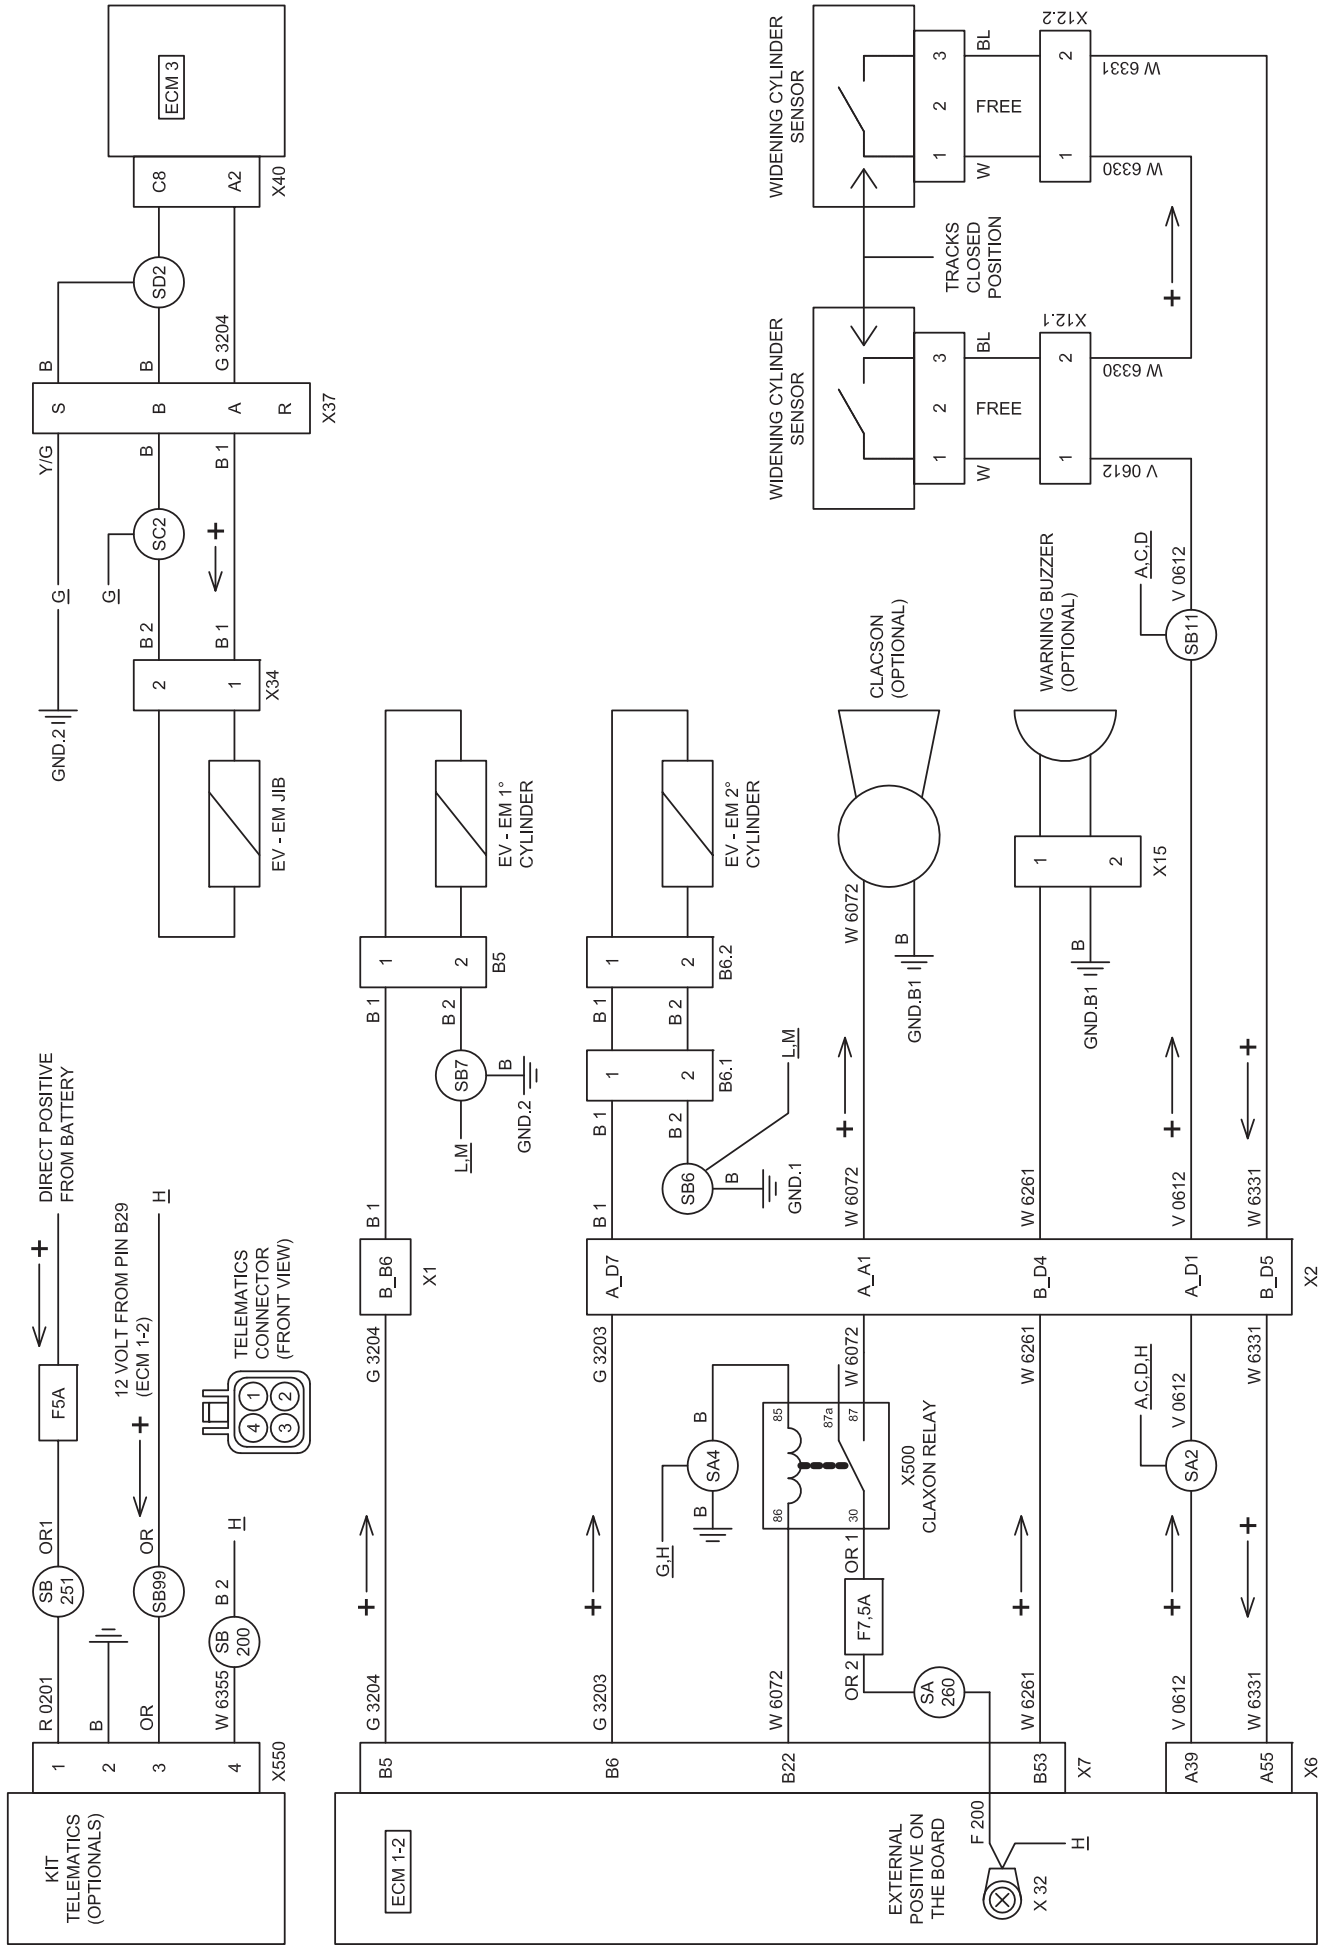 KIT
TELEMATICS
(OPTIONALS)
X550
1
2
3
4
R 0201
B
OR
W 6355
SB
251
SB99
SB
200
OR1
OR
B 2
H
F5A
DIRECT POSITIVE
FROM BATTERY
12 VOLT FROM PIN B29
(ECM 1-2)
H
TELEMATICS
CONNECTOR
(FRONT VIEW)
1
2
3
4
GND.2
G
Y/G
S
B
SD2
G
SC2
B 2
B
B
B
C8
EV - EM JIB
X34
2
1
B 1
B 1
A
R
X37
G 3204
A2
X40
ECM 3
ECM 1-2
X7
B5
G 3204
G 3204
B_B6
X1
B 1
B 1
1
2
B5
B 2
SB7
L,M
B
GND.2
EV - EM 1°
CYLINDER
B6
G 3203
G 3203
A_D7
B 1
B 1
1
2
B6.1
B 1
B 2
1
2
B6.2
B 2
SB6
L,M
B
GND.1
EV - EM 2°
CYLINDER
B22
W 6072
86
85
87a
87
30
X500
CLAXON RELAY
B
SA4
B
G,H
W 6072
A_A1
W 6072
W 6072
B
GND.B1
CLACSON
(OPTIONAL)
OR 1
F7,5A
OR 2
SA
260
F 200
EXTERNAL
POSITIVE ON
THE BOARD
X 32
H
B53
W 6261
W 6261
B_D4
W 6261
1
2
X15
B
GND.B1
WARNING BUZZER
(OPTIONAL)
X6
A39
V 0612
SA2
A,C,D,H
V 0612
A_D1
V 0612
SB11
A,C,D
V 0612
A55
W 6331
W 6331
B_D5
W 6331
X2
WIDENING CYLINDER
SENSOR
1
2
3
W
FREE
BL
1
2
X12.1
V 0612
W 6330
TRACKS
CLOSED
POSITION
WIDENING CYLINDER
SENSOR
1
2
3
W
FREE
BL
1
2
X12.2
W 6330
W 6331